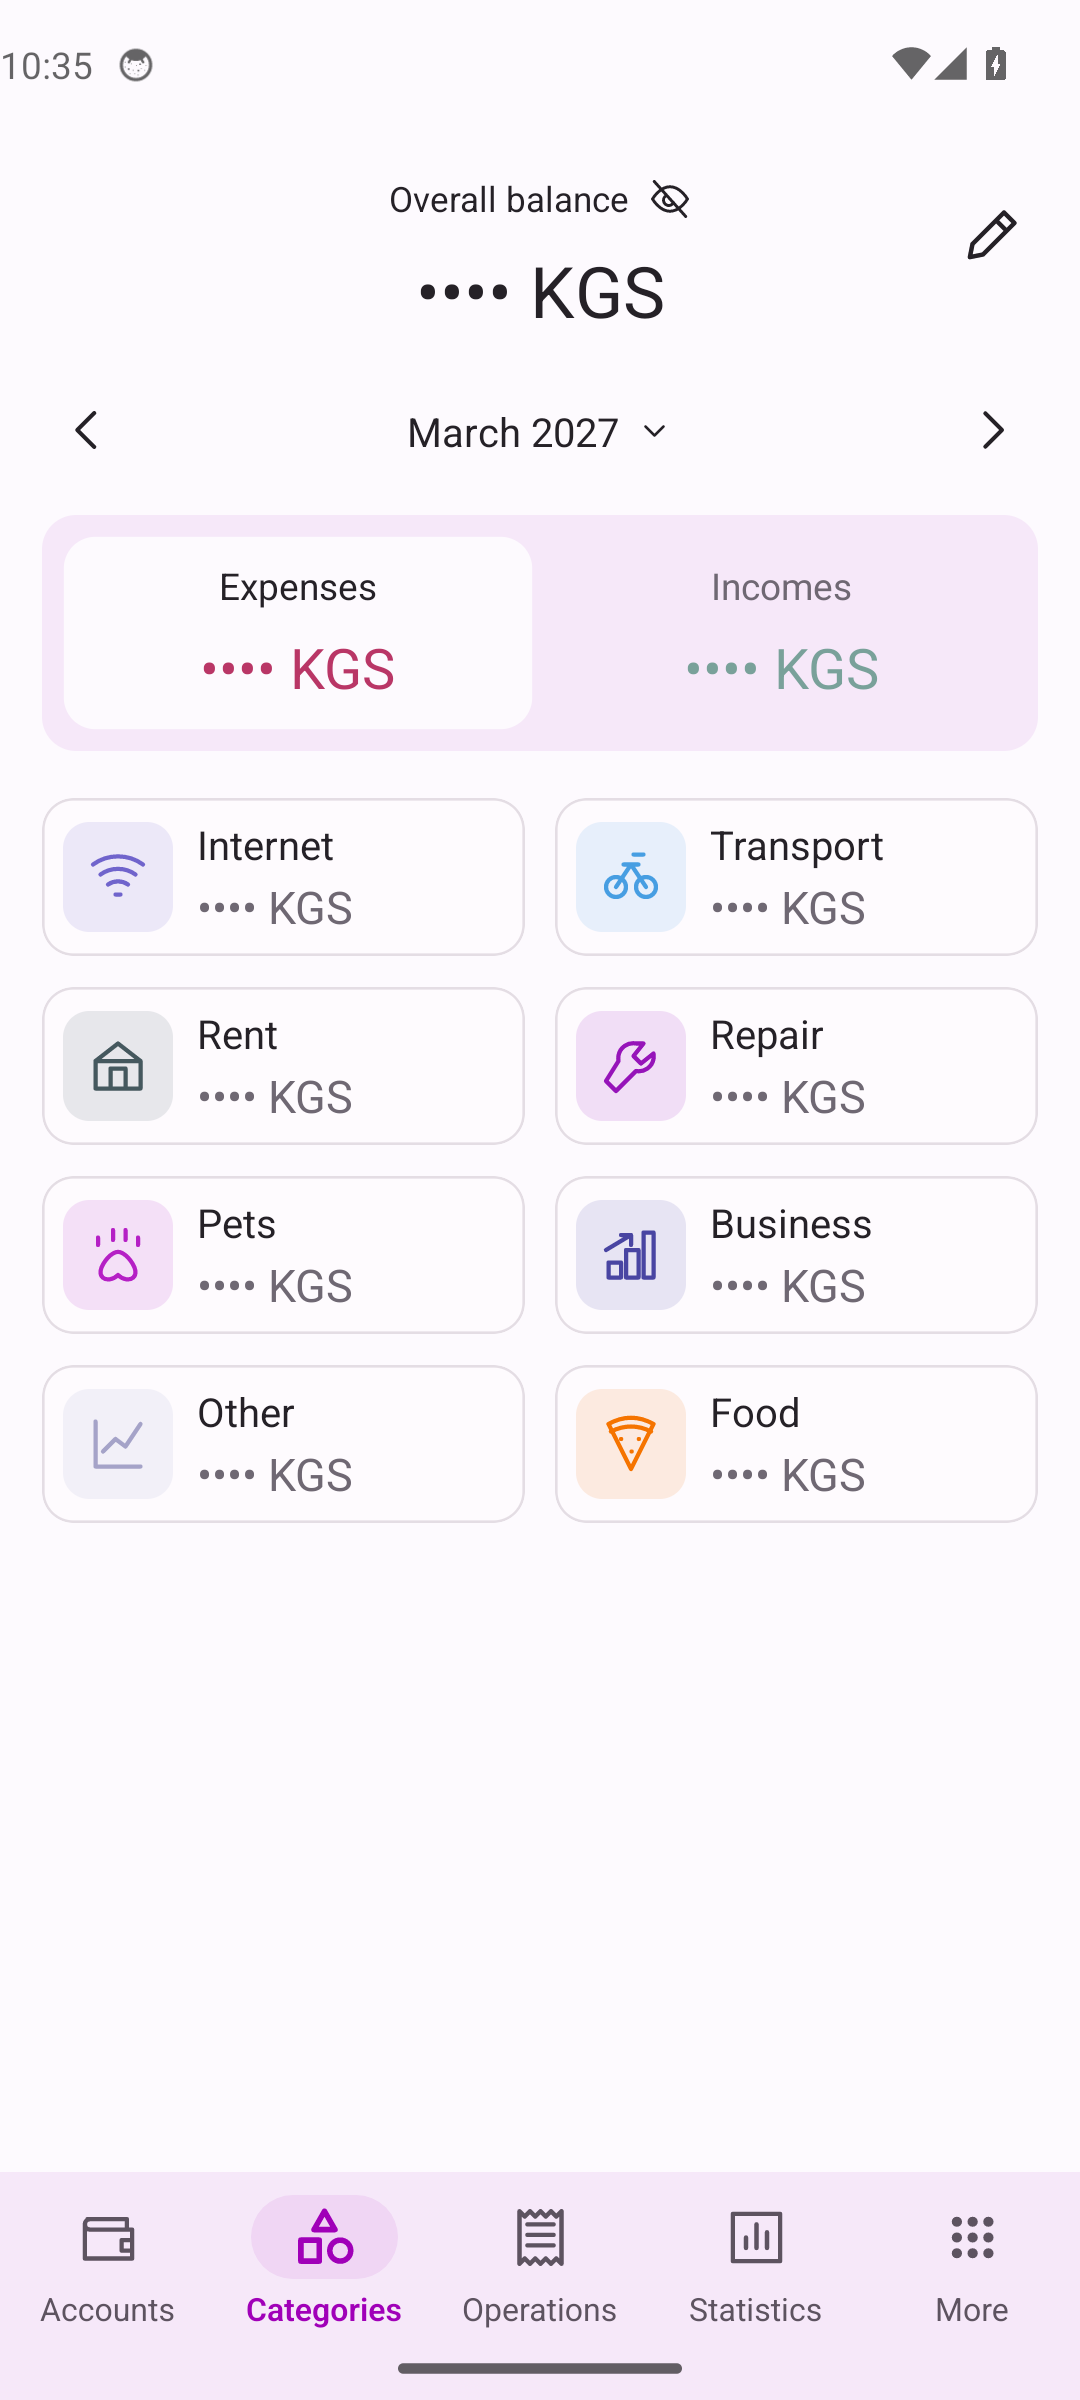 10:35
Overall balance
•••• KGS
March 2027
Expenses
•••• KGS
Incomes
•••• KGS
Internet
•••• KGS
Transport
•••• KGS
Rent
•••• KGS
Repair
•••• KGS
Pets
•••• KGS
Business
•••• KGS
Other
•••• KGS
Food
•••• KGS
Accounts
Categories
Operations
Statistics
More